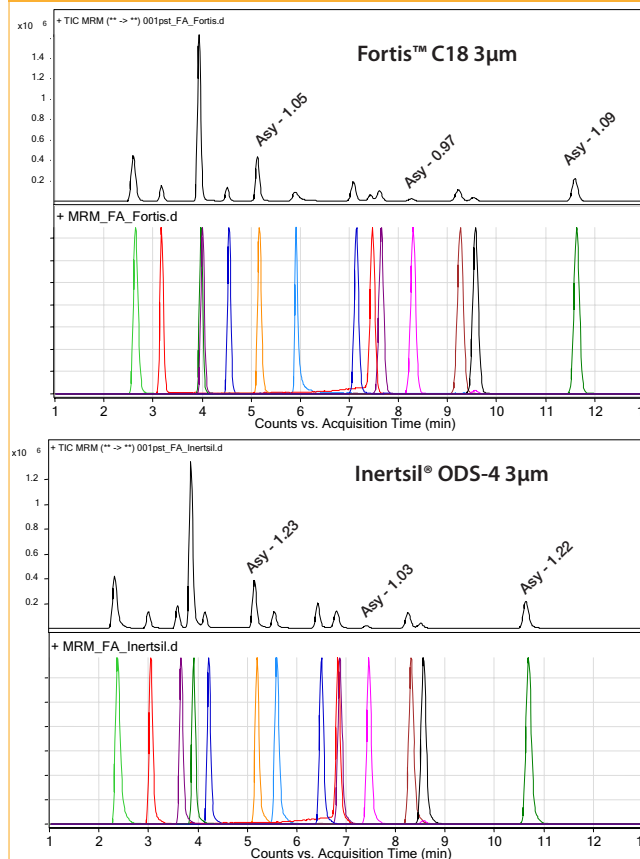 + TIC MRM (** -> **) 001pst_FA_Fortis.d
x10 6
Fortis™ C18 3µm
1.6
1.4
1.2
1
0.8
0.6
0.4
0.2
Asy - 1.05
Asy - 0.97
Asy - 1.09
+ MRM_FA_Fortis.d
1 2 3 4 5 6 7 8 9 10 11 12 13
Counts vs. Acquisition Time (min)
+ TIC MRM (** -> **) 001pst_FA_Inertsil.d
x10 6
Inertsil® ODS-4 3µm
1.2
1
0.8
0.6
0.4
0.2
Asy - 1.23
Asy - 1.03
Asy - 1.22
+ MRM_FA_Inertsil.d
1 2 3 4 5 6 7 8 9 10 11 12
Counts vs. Acquisition Time (min)